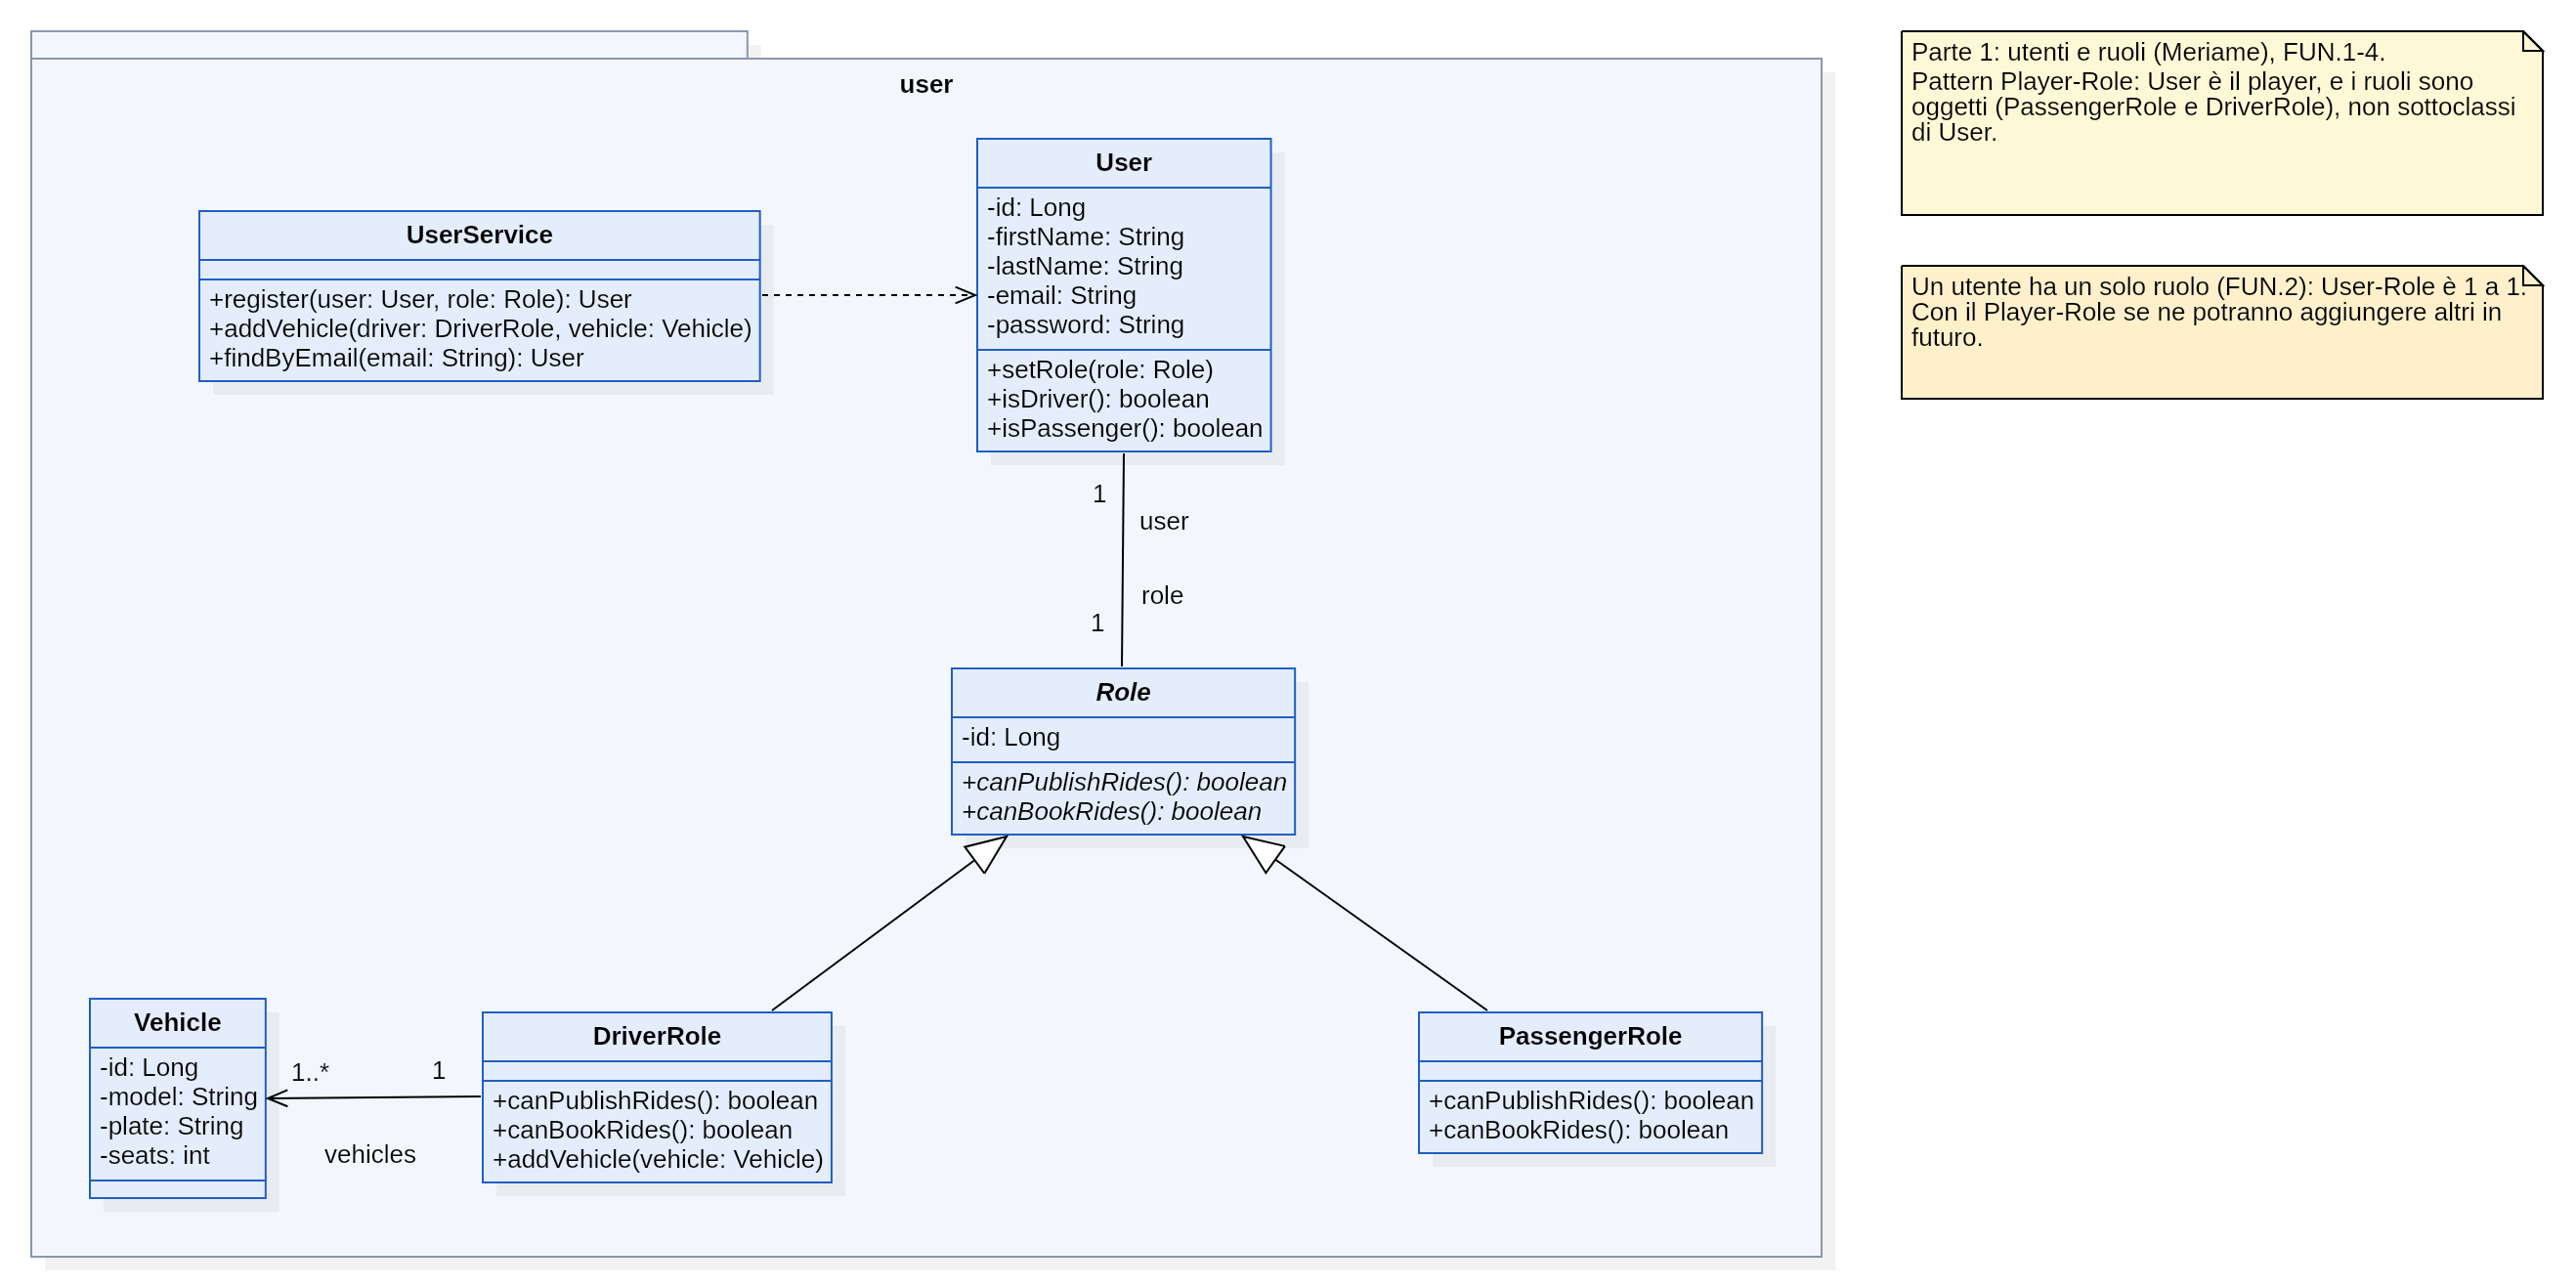 user
User
-id: Long
-firstName: String
-lastName: String
-email: String
-password: String
+setRole(role: Role)
+isDriver(): boolean
+isPassenger(): boolean
UserService
+register(user: User, role: Role): User
+addVehicle(driver: DriverRole, vehicle: Vehicle)
+findByEmail(email: String): User
1
user
role
1
Role
-id: Long
+canPublishRides(): boolean
+canBookRides(): boolean
Vehicle
-id: Long
-model: String
-plate: String
-seats: int
1..*
1
vehicles
DriverRole
+canPublishRides(): boolean
+canBookRides(): boolean
+addVehicle(vehicle: Vehicle)
PassengerRole
+canPublishRides(): boolean
+canBookRides(): boolean
Parte 1: utenti e ruoli (Meriame), FUN.1-4.
Pattern Player-Role: User è il player, e i ruoli sono
oggetti (PassengerRole e DriverRole), non sottoclassi
di User.
Un utente ha un solo ruolo (FUN.2): User-Role è 1 a 1.
Con il Player-Role se ne potranno aggiungere altri in
futuro.